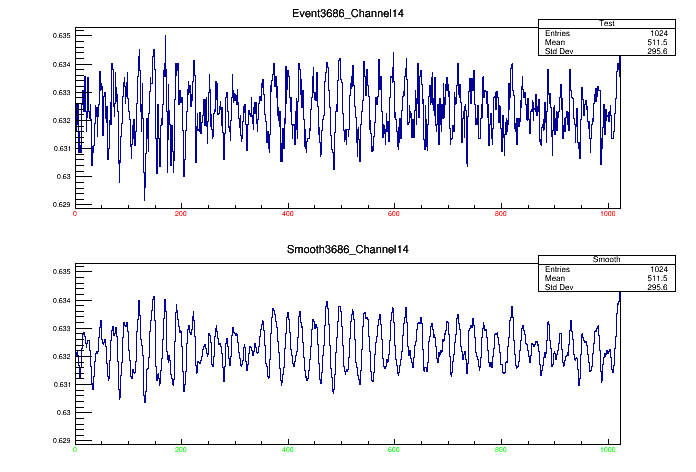 Event3686_Channel14
Test
Entries 1024
Mean 511.5
Std Dev 295.6
0.635
0.634
0.633
0.632
0.631
0.63
0.629
0 200 400 600 800 1000
Smooth3686_Channel14
Smooth
Entries 1024
Mean 511.5
Std Dev 295.6
0.635
0.634
0.633
0.632
0.631
0.63
0.629
0 200 400 600 800 1000